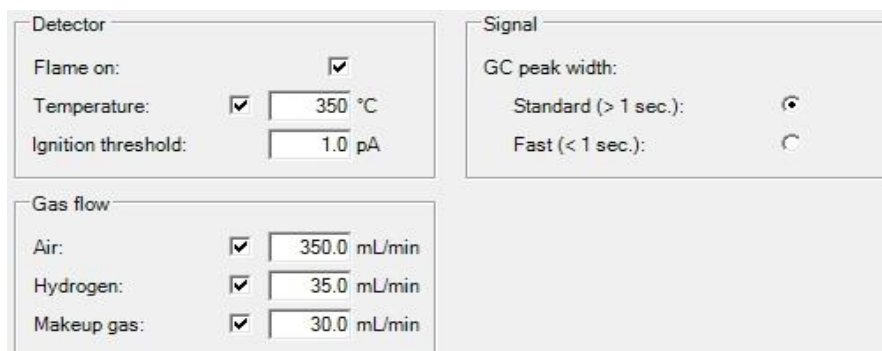 Detector
Flame on:
Temperature: 350 °C
Ignition threshold: 1.0 pA
Signal
GC peak width:
Standard (> 1 sec.):
Fast (< 1 sec.):
Gas flow
Air: 350.0 mL/min
Hydrogen: 35.0 mL/min
Makeup gas: 30.0 mL/min